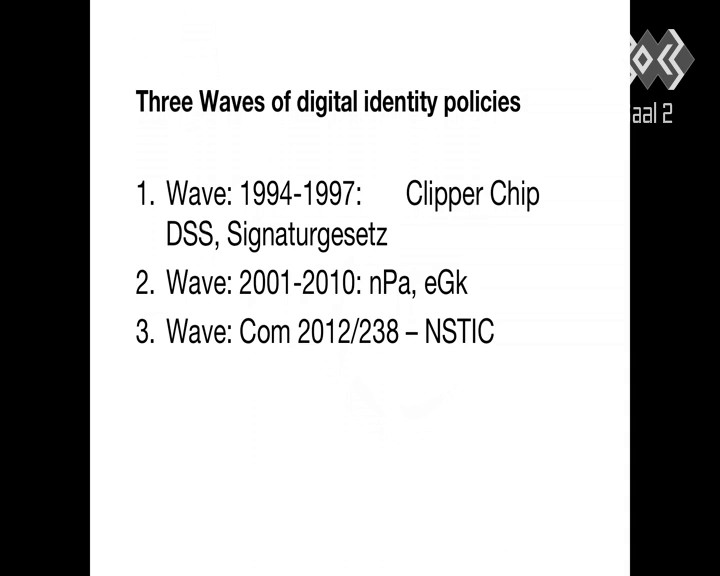 Three Waves of digital identity policies
1. Wave: 1994-1997: Clipper Chip
DSS, Signaturgesetz
2. Wave: 2001-2010: nPa, eGk
3. Wave: Com 2012/238 – NSTIC
aal 2